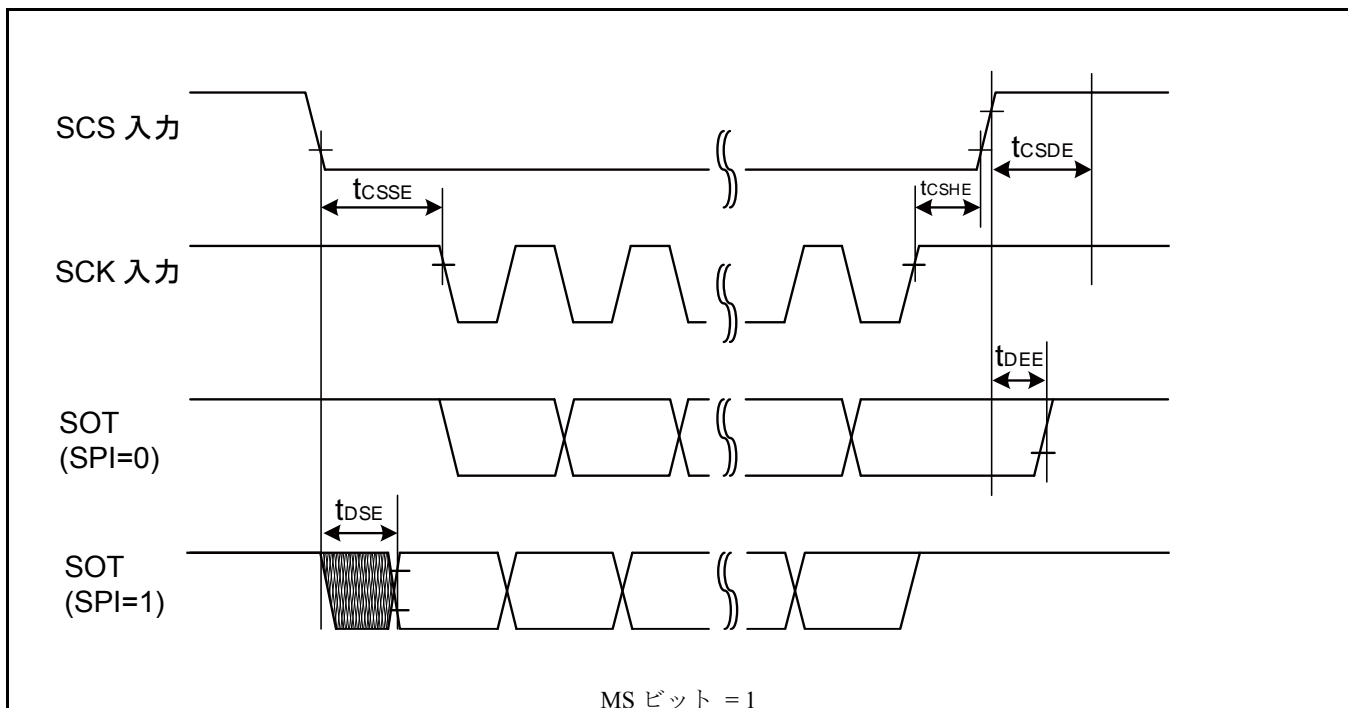 SCS 入力
tCSDE
tCSSE
tCSHE
SCK 入力
tDEE
SOT
(SPI=0)
tDSE
SOT
(SPI=1)
MS ビット = 1